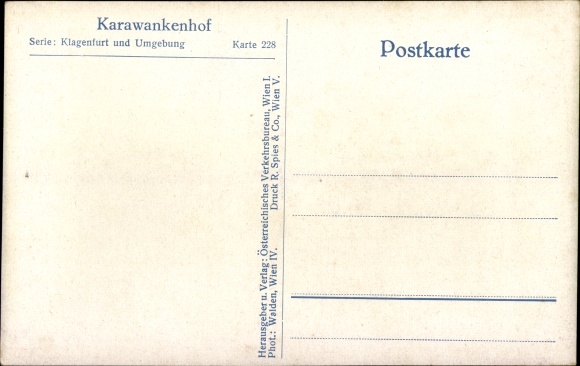 Karawankenhof
Serie: Klagenfurt und Umgebung Karte 228
Postkarte
Herausgeber u. Verlag: Österreichisches Verkehrsbureau, Wien I.
Phot.: Walden, Wien IV. Druck R. Spies & Co., Wien V.